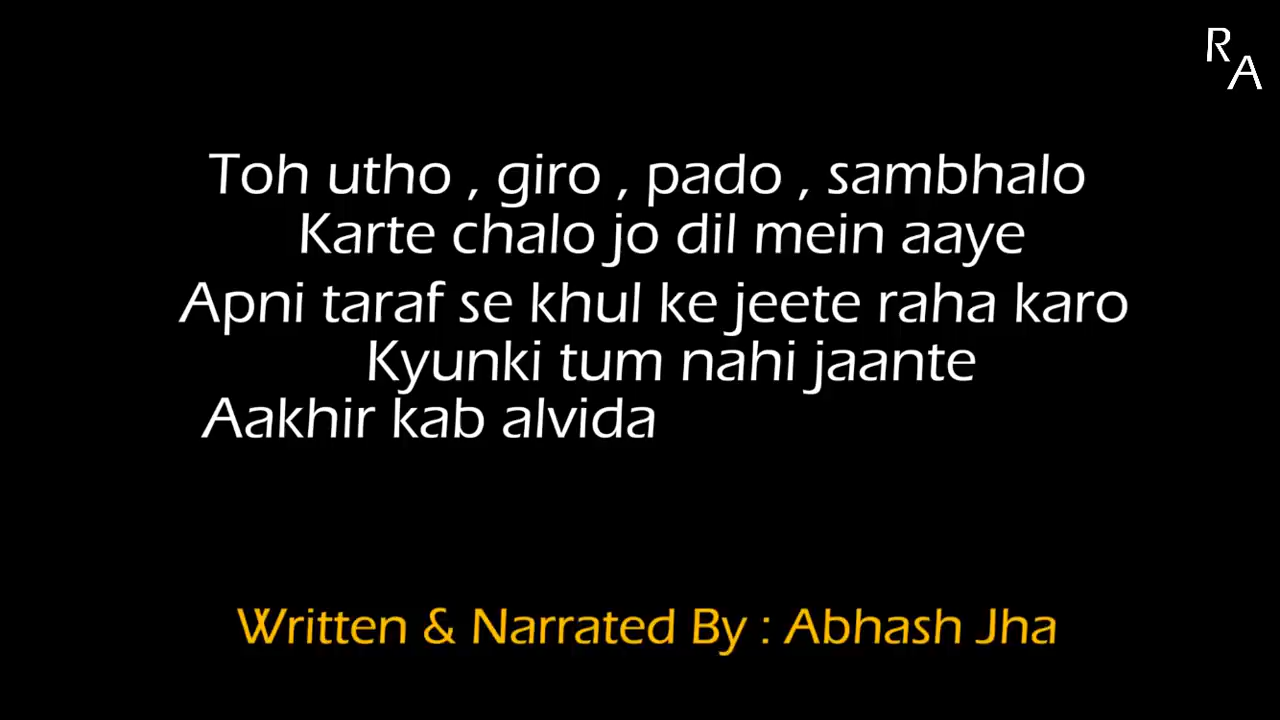 R
A
Toh utho , giro , pado , sambhalo
Karte chalo jo dil mein aaye
Apni taraf se khul ke jeete raha karo
Kyunki tum nahi jaante
Aakhir kab alvida
Written & Narrated By : Abhash Jha